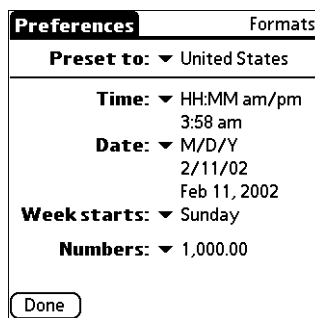 Preferences Formats
Preset to: United States
Time: HH:MM am/pm
3:58 am
Date: M/D/Y
2/11/02
Feb 11, 2002
Week starts: Sunday
Numbers: 1,000.00
Done